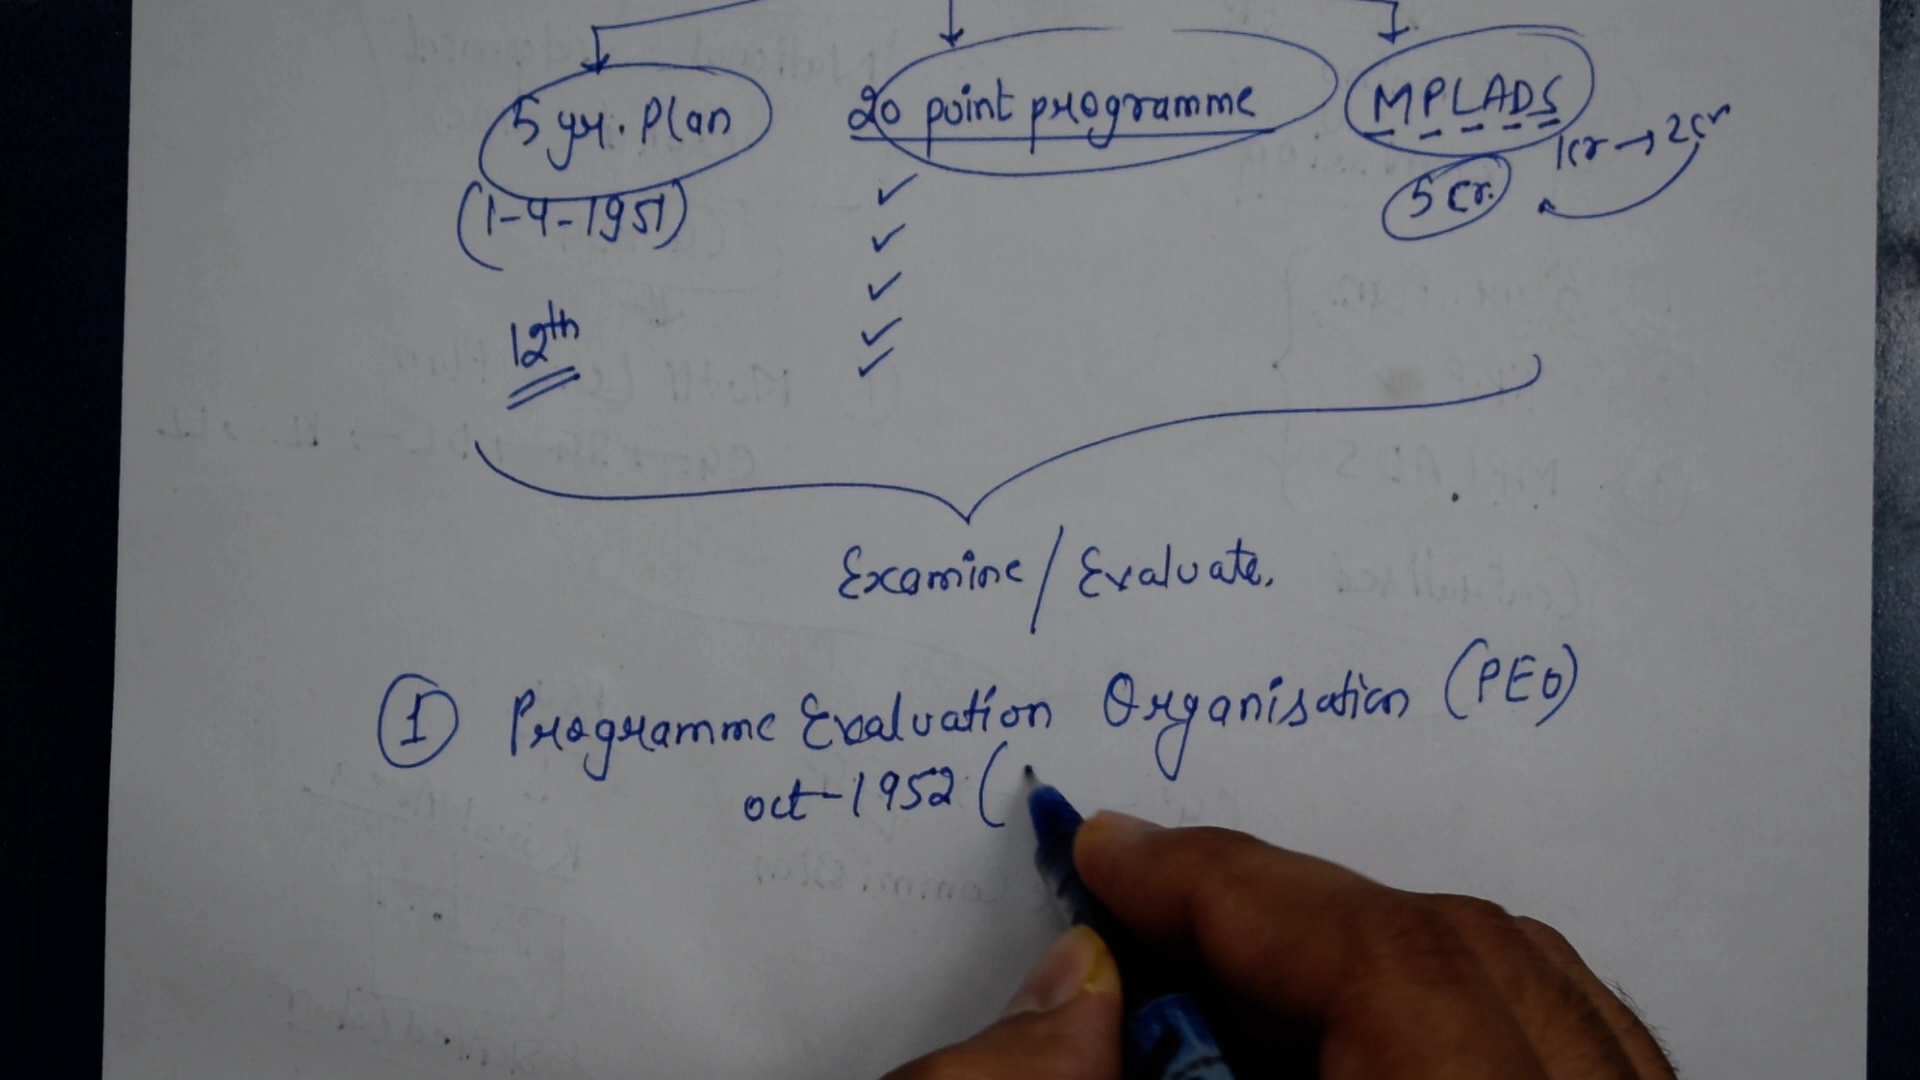 5 yr. Plan 20 point programme MPLADS
1cr → 2cr
(1-4-1951) 5 Cr.
12th
Examine / Evaluate.
1 Programme Evaluation Organisation (PEO)
oct-1952 (